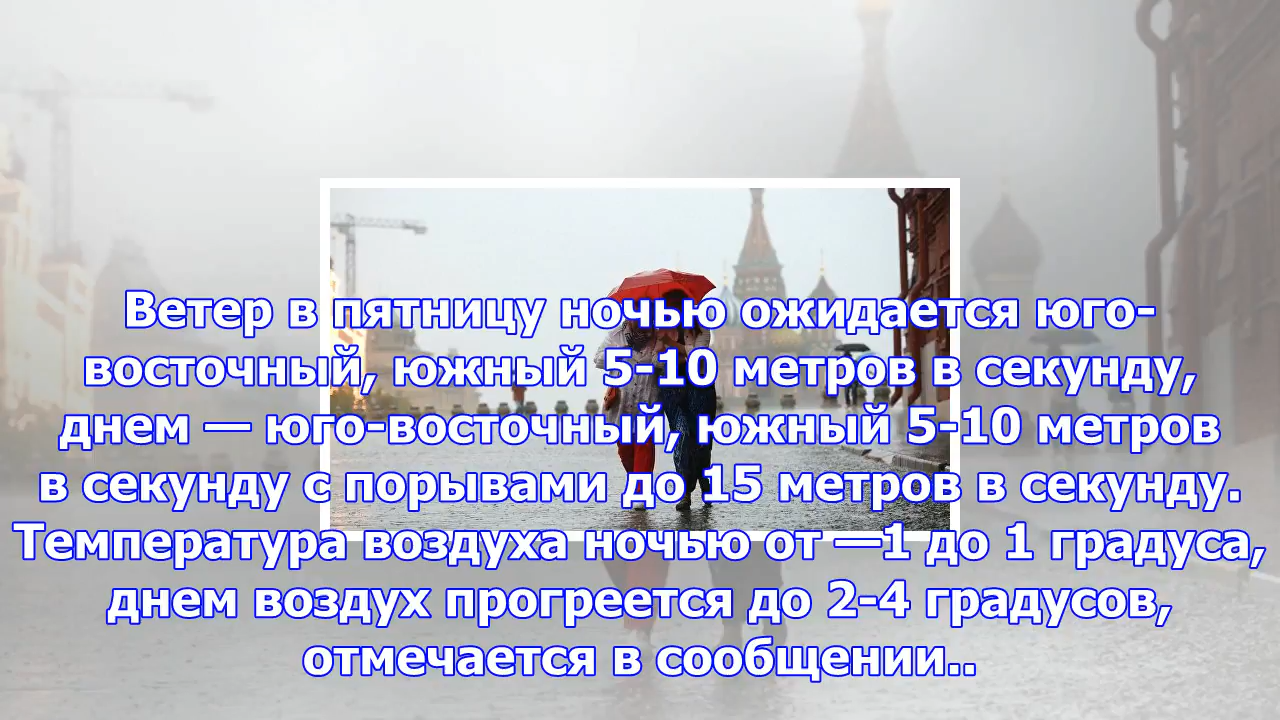 Ветер в пятницу ночью ожидается юго-
восточный, южный 5-10 метров в секунду,
днем — юго-восточный, южный 5-10 метров
в секунду с порывами до 15 метров в секунду.
Температура воздуха ночью от —1 до 1 градуса,
днем воздух прогреется до 2-4 градусов,
отмечается в сообщении..